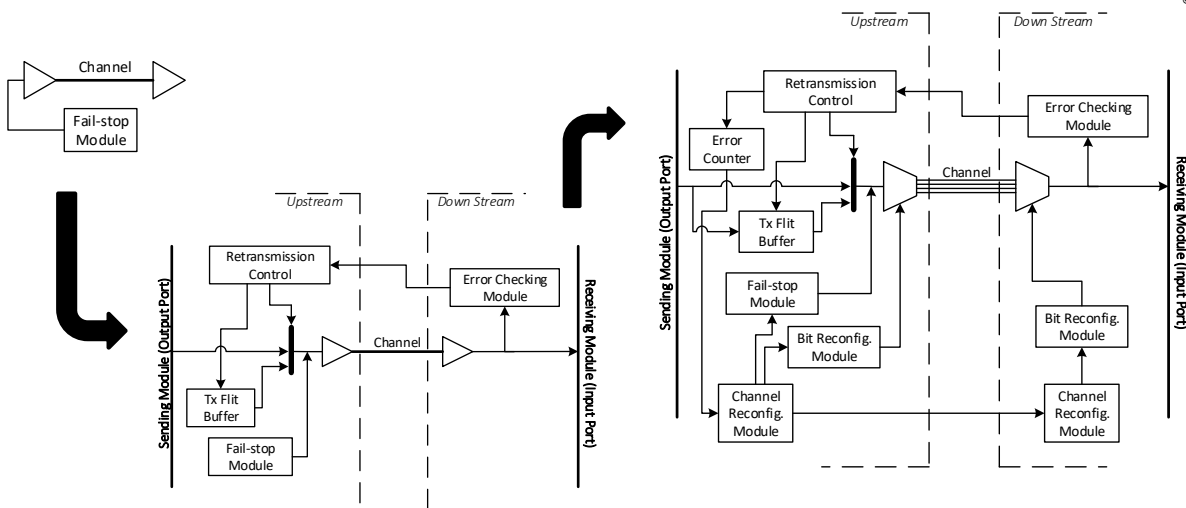 Channel
Fail-stop
Module
Upstream
Down Stream
Sending Module (Output Port)
Retransmission
Control
Error Checking
Module
Channel
Tx Flit
Buffer
Fail-stop
Module
Receiving Module (Input Port)
Upstream
Down Stream
Sending Module (Output Port)
Retransmission
Control
Error Checking
Module
Error
Counter
Channel
Tx Flit
Buffer
Fail-stop
Module
Bit Reconfig.
Module
Bit Reconfig.
Module
Channel
Reconfig.
Module
Channel
Reconfig.
Module
Receiving Module (Input Port)